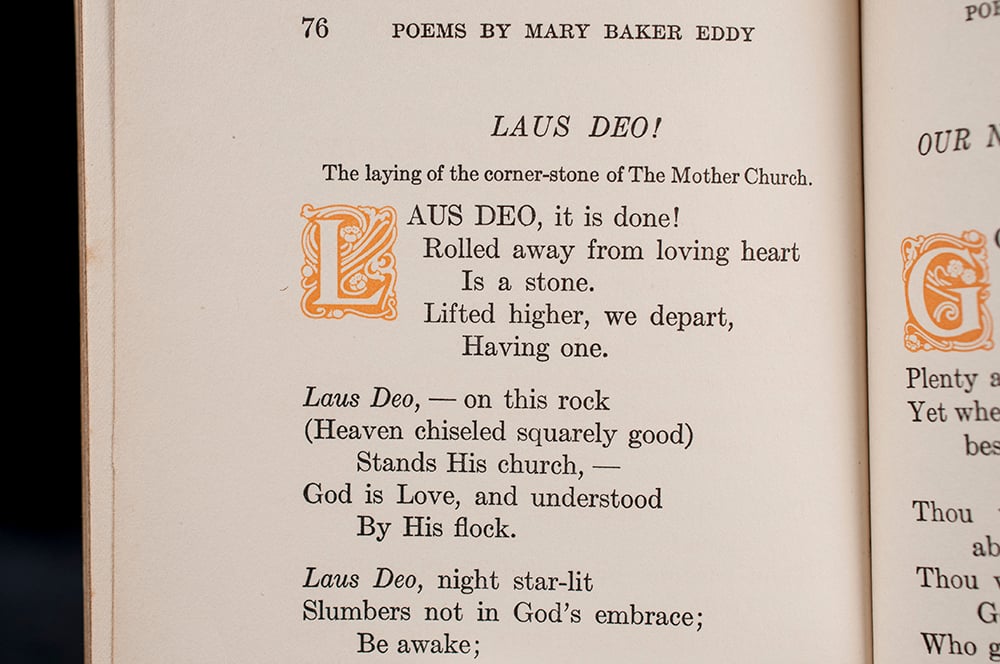 76 POEMS BY MARY BAKER EDDY
LAUS DEO!
The laying of the corner-stone of The Mother Church.
LAUS DEO, it is done!
Rolled away from loving heart
Is a stone.
Lifted higher, we depart,
Having one.
Laus Deo, — on this rock
(Heaven chiseled squarely good)
Stands His church, —
God is Love, and understood
By His flock.
Laus Deo, night star-lit
Slumbers not in God's embrace;
Be awake;
OUR
G
Plenty
Yet
Thou
Thou
Who